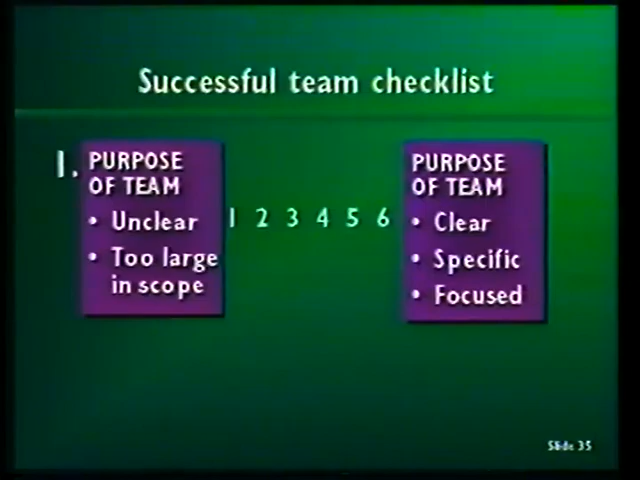 Successful team checklist
1.
PURPOSE
OF TEAM
• Unclear
• Too large
in scope
1 2 3 4 5 6
PURPOSE
OF TEAM
• Clear
• Specific
• Focused
Slide 35